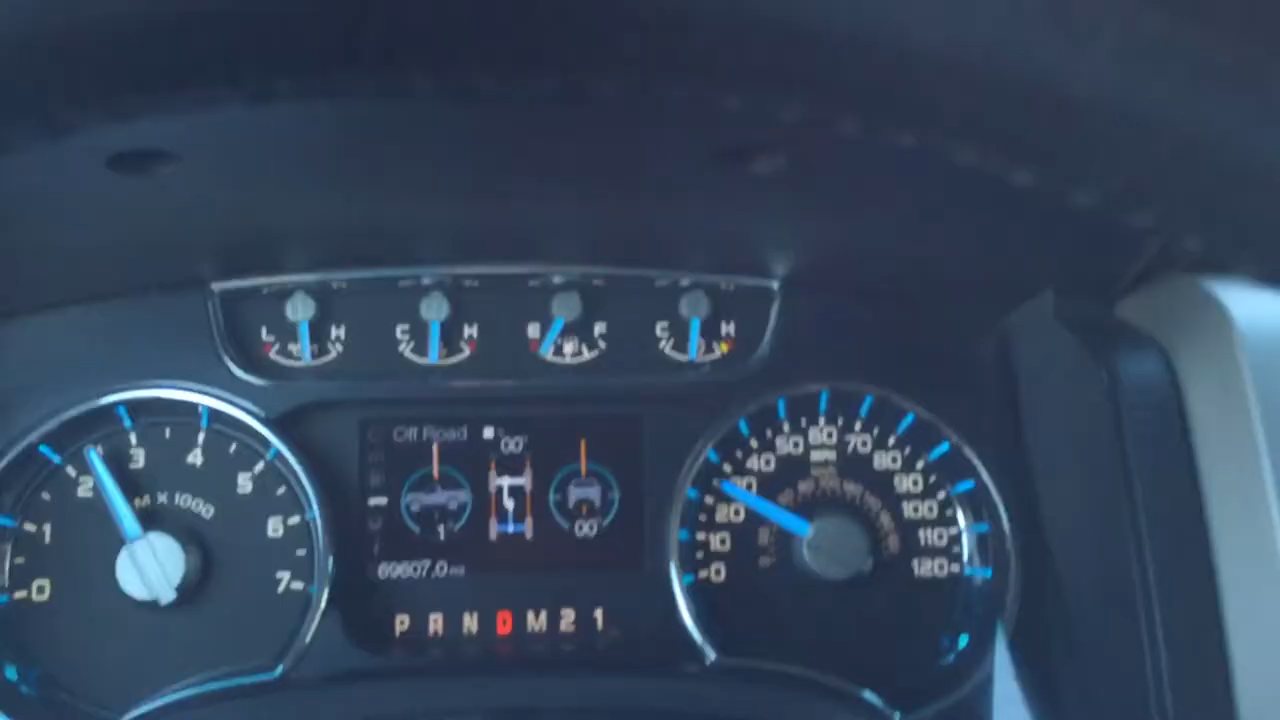 L H C H E F C H
0 1 2 3 4 5 6 7
M X 1000
Off Road
00°
1
00°
69607.0 mi
P R N D M 2 1
0 10 20 30 40 50 60 70 80 90 100 110 120
MPH